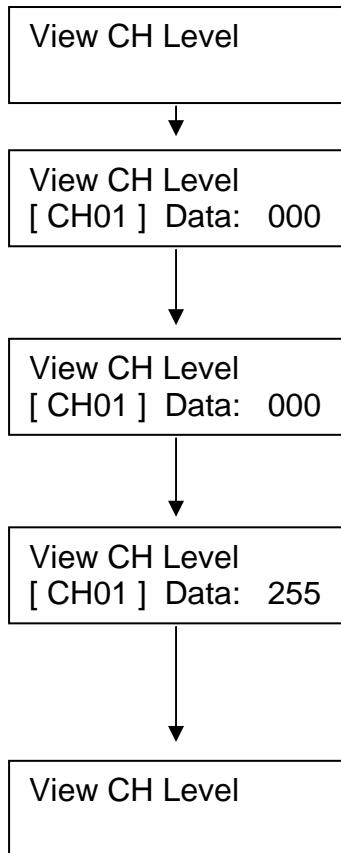 View CH Level
View CH Level
[ CH01 ] Data: 000
View CH Level
[ CH01 ] Data: 000
View CH Level
[ CH01 ] Data: 255
View CH Level